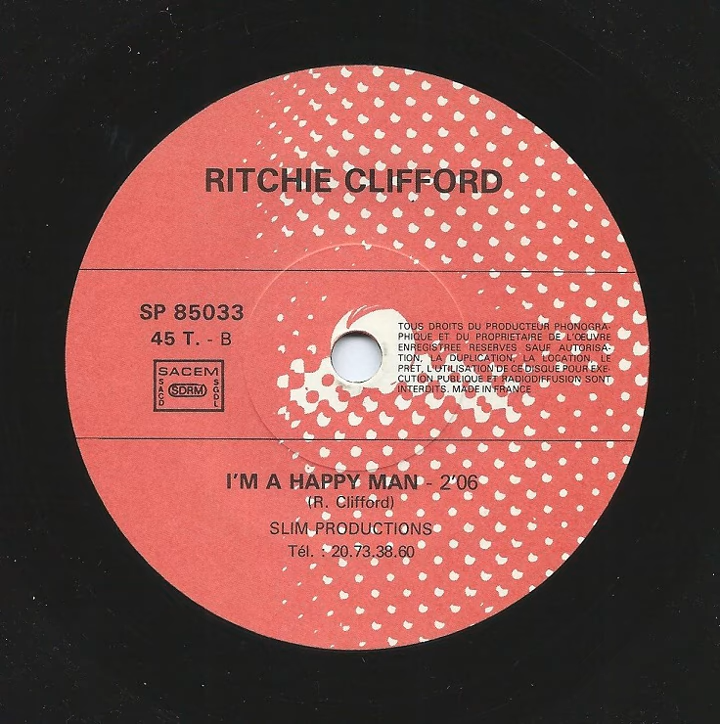 RITCHIE CLIFFORD
SP 85033
45 T. - B
SACEM
SACD
SDRM
SGDL
TOUS DROITS DU PRODUCTEUR PHONOGRA-
PHIQUE ET DU PROPRIETAIRE DE L'ŒUVRE
ENREGISTREE RESERVES SAUF AUTORISA-
TION, LA DUPLICATION, LA LOCATION, LE
PRÊT, L'UTILISATION DE CE DISQUE POUR EXE-
CUTION PUBLIQUE ET RADIODIFFUSION SONT
INTERDITS. MADE IN FRANCE
I'M A HAPPY MAN - 2'06
(R. Clifford)
SLIM PRODUCTIONS
Tél. : 20.73.38.60